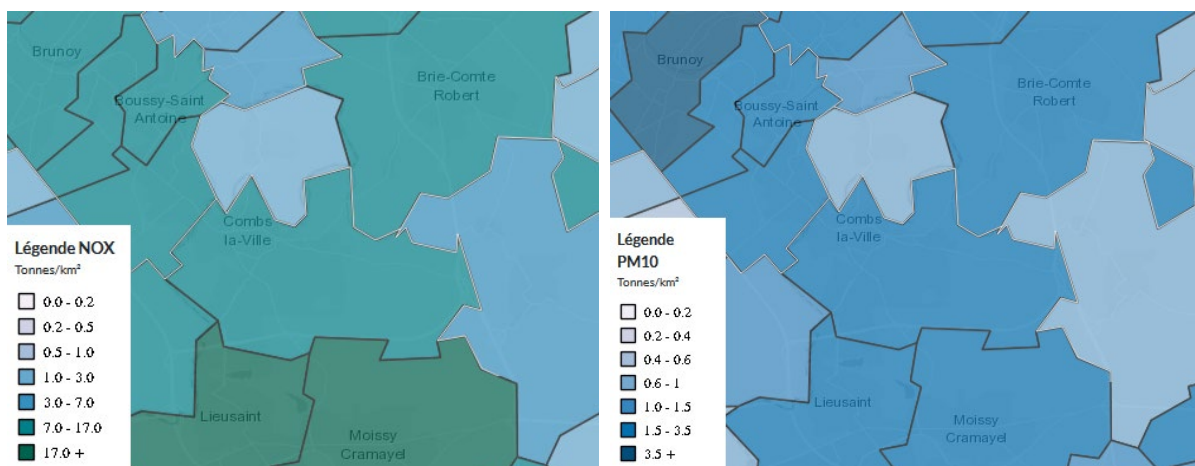 Brunoy
Boussy-Saint
Antoine
Brie-Comte
Robert
Combs
la-Ville
Lieusaint
Moissy
Cramayel
Légende NOX
Tonnes/km²
0.0 - 0.2
0.2 - 0.5
0.5 - 1.0
1.0 - 3.0
3.0 - 7.0
7.0 - 17.0
17.0 +
Brunoy
Boussy-Saint
Antoine
Brie-Comte
Robert
Combs
la-Ville
Lieusaint
Moissy
Cramayel
Légende
PM10
Tonnes/km²
0.0 - 0.2
0.2 - 0.4
0.4 - 0.6
0.6 - 1
1.0 - 1.5
1.5 - 3.5
3.5 +